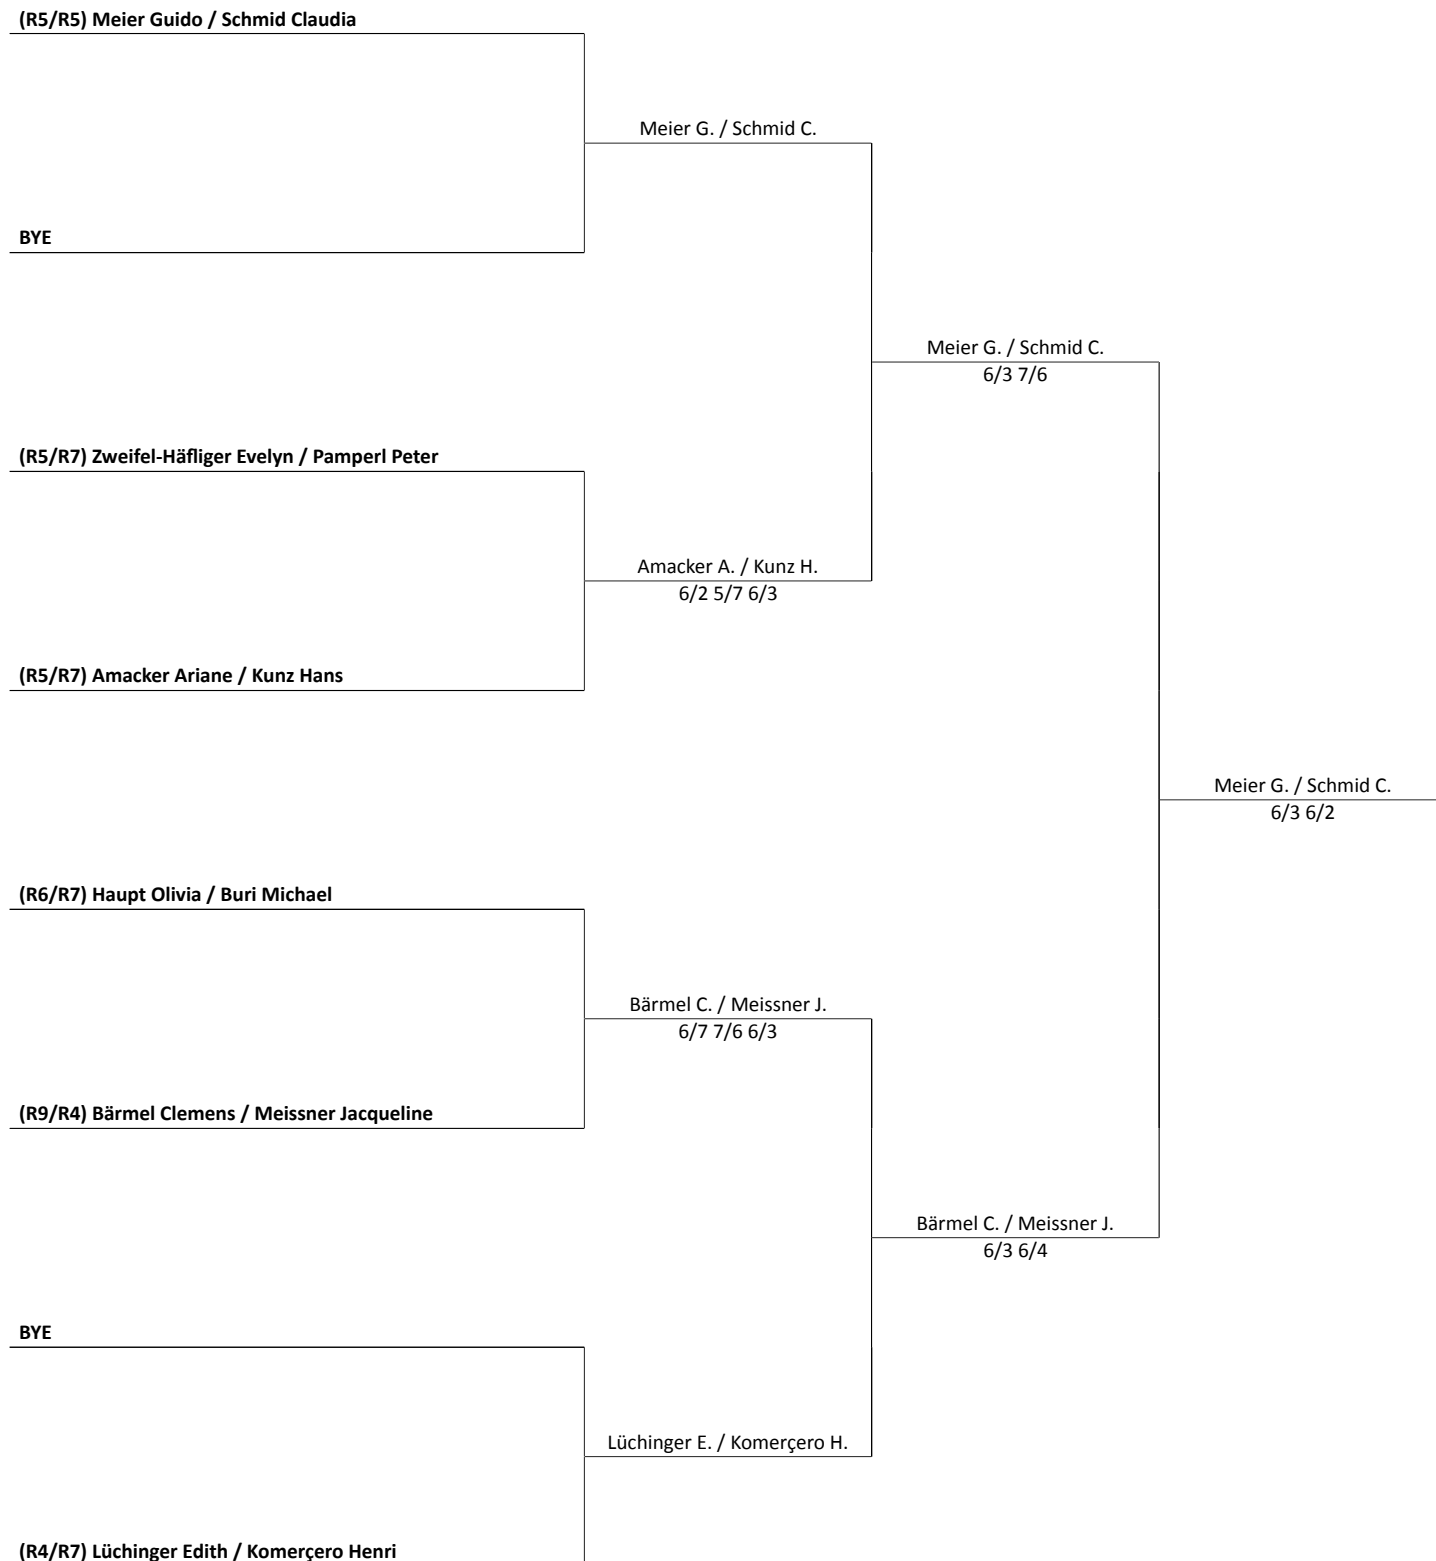 (R5/R5) Meier Guido / Schmid Claudia
Meier G. / Schmid C.
BYE
Meier G. / Schmid C.
6/3 7/6
(R5/R7) Zweifel-Häfliger Evelyn / Pamperl Peter
Amacker A. / Kunz H.
6/2 5/7 6/3
(R5/R7) Amacker Ariane / Kunz Hans
Meier G. / Schmid C.
6/3 6/2
(R6/R7) Haupt Olivia / Buri Michael
Bärmel C. / Meissner J.
6/7 7/6 6/3
(R9/R4) Bärmel Clemens / Meissner Jacqueline
Bärmel C. / Meissner J.
6/3 6/4
BYE
Lüchinger E. / Komerçero H.
(R4/R7) Lüchinger Edith / Komerçero Henri